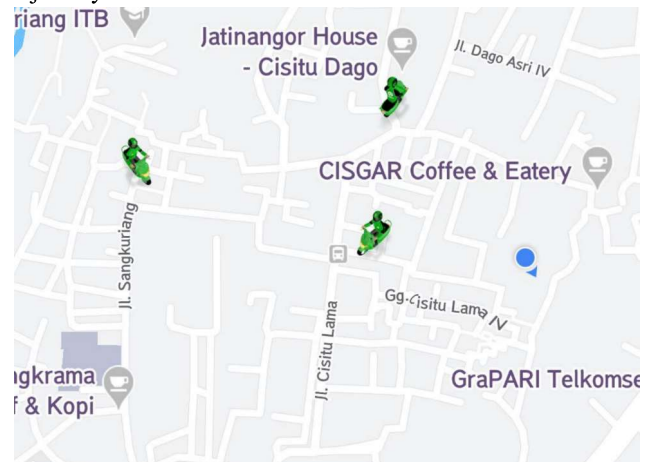 riang ITB
Jatinangor House
- Cisitu Dago
Jl. Dago Asri IV
CISGAR Coffee & Eatery
Jl. Sangkuriang
Gg. Cisitu Lama IV
Jl. Cisitu Lama
ngkrama
f & Kopi
GraPARI Telkomse